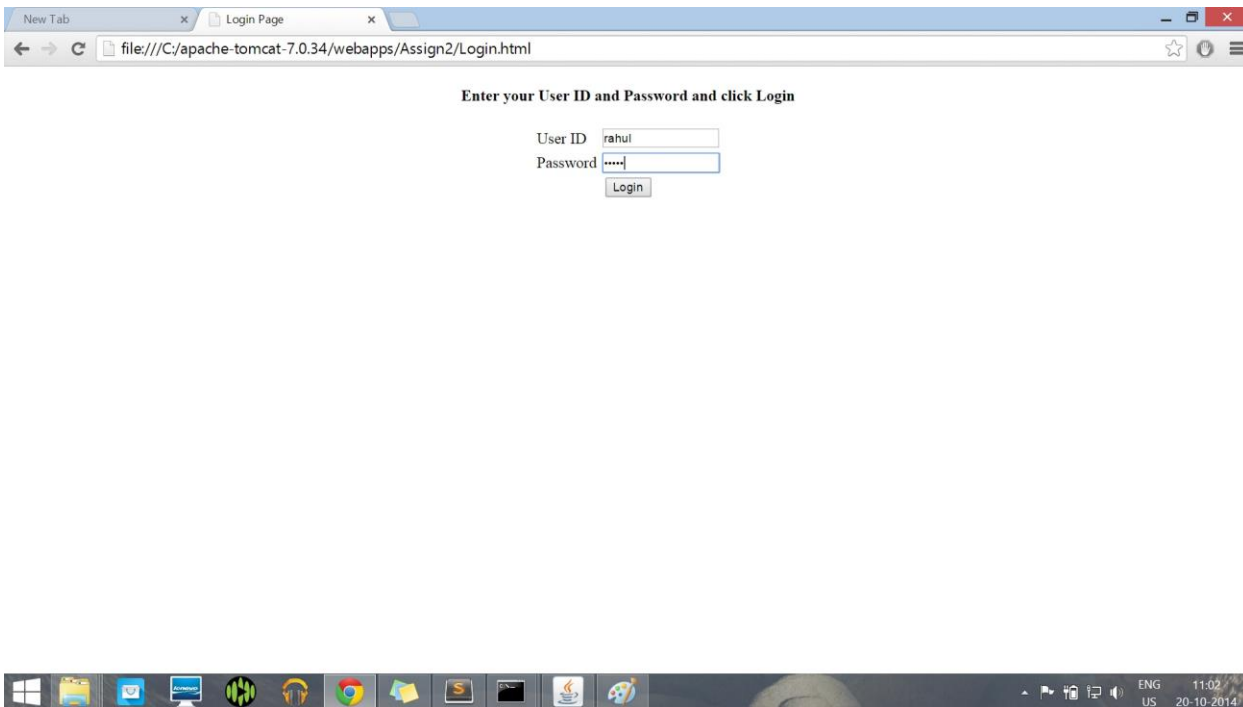 New Tab
Login Page
file:///C:/apache-tomcat-7.0.34/webapps/Assign2/Login.html
Enter your User ID and Password and click Login
User ID rahul
Password •••••
Login
lenovo
S
C:\
ENG 11:02
US 20-10-2014